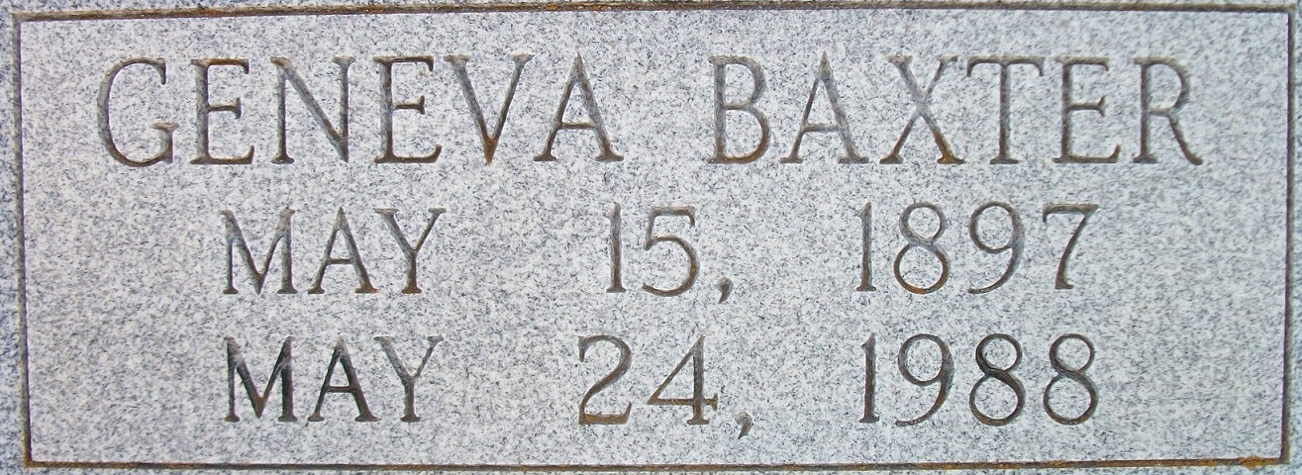 GENEVA BAXTER
MAY 15, 1897
MAY 24, 1988